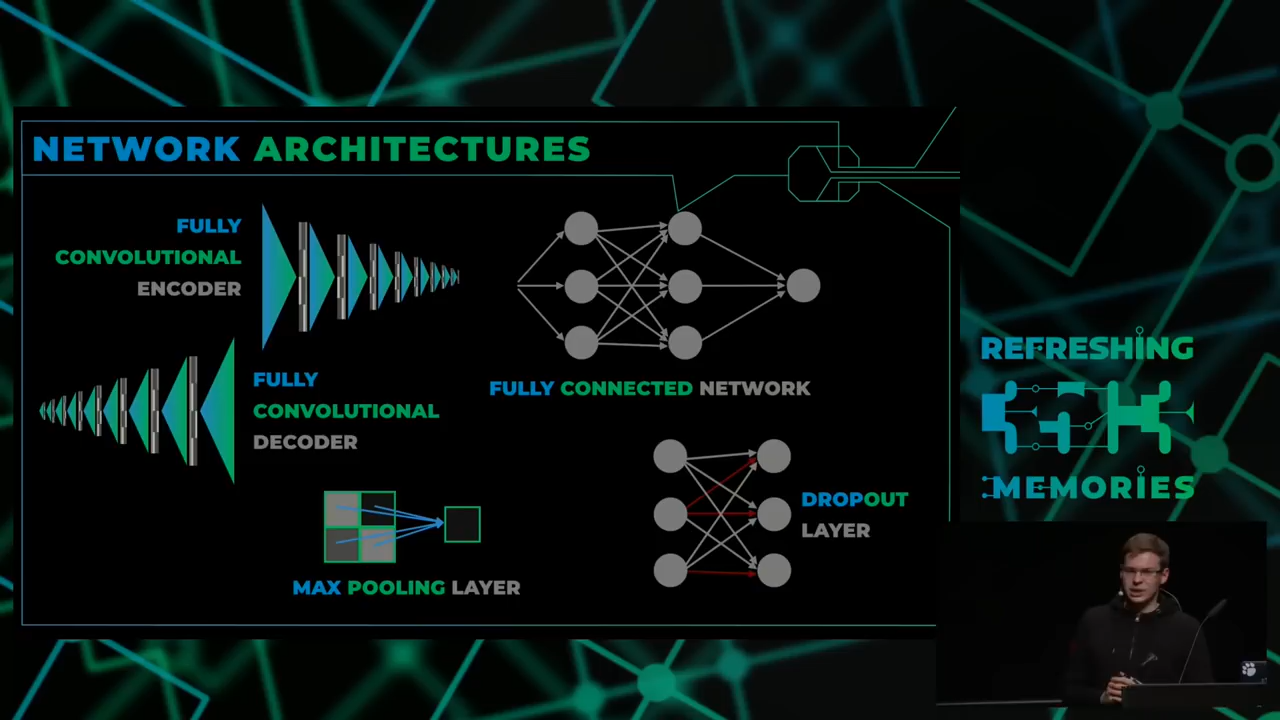 NETWORK ARCHITECTURES
FULLY
CONVOLUTIONAL
ENCODER
FULLY
CONVOLUTIONAL
DECODER
FULLY CONNECTED NETWORK
MAX POOLING LAYER
DROPOUT
LAYER
REFRESHING
MEMORIES